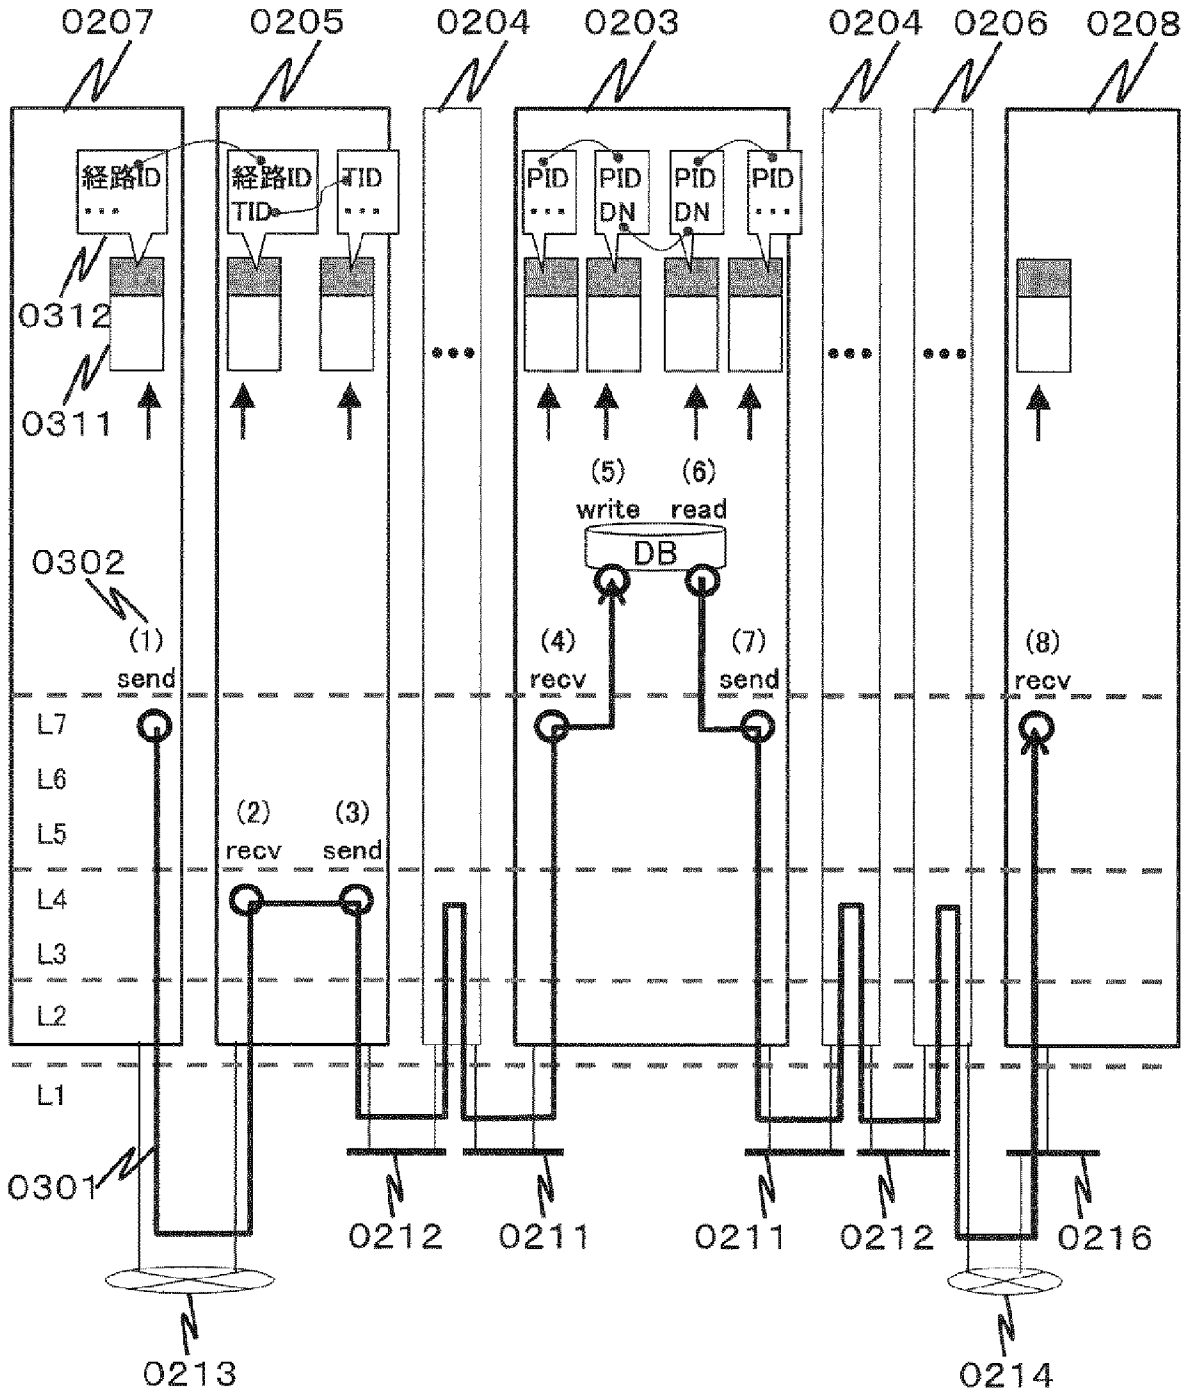 0207 0205 0204 0203 0204 0206 0208
経路ID 経路ID TID PID PID PID PID
・・・ TID ・・・ ・・・ DN DN ・・・
0312
••• ••• •••
0311
(5) (6)
write read
DB
0302
(1) (4) (7) (8)
send recv send recv
L7
L6
L5
(2) (3)
recv send
L4
L3
L2
L1
0301
0212 0211 0211 0212 0216
0213 0214